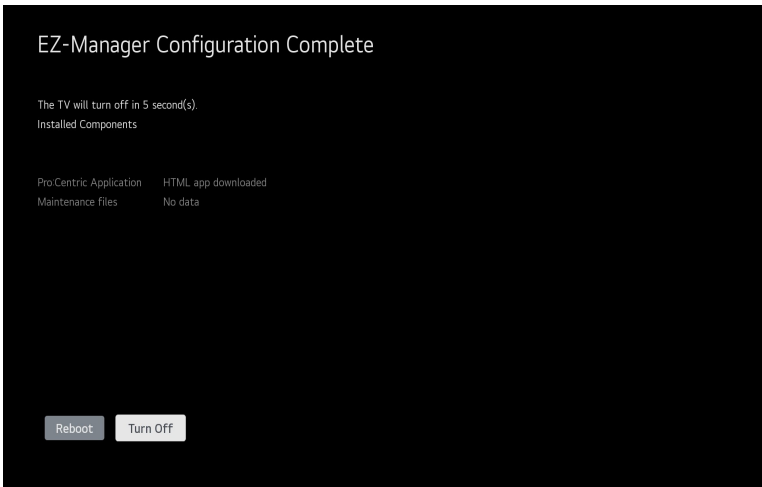 EZ-Manager Configuration Complete
The TV will turn off in 5 second(s).
Installed Components
Pro:Centric Application HTML app downloaded
Maintenance files No data
Reboot Turn Off